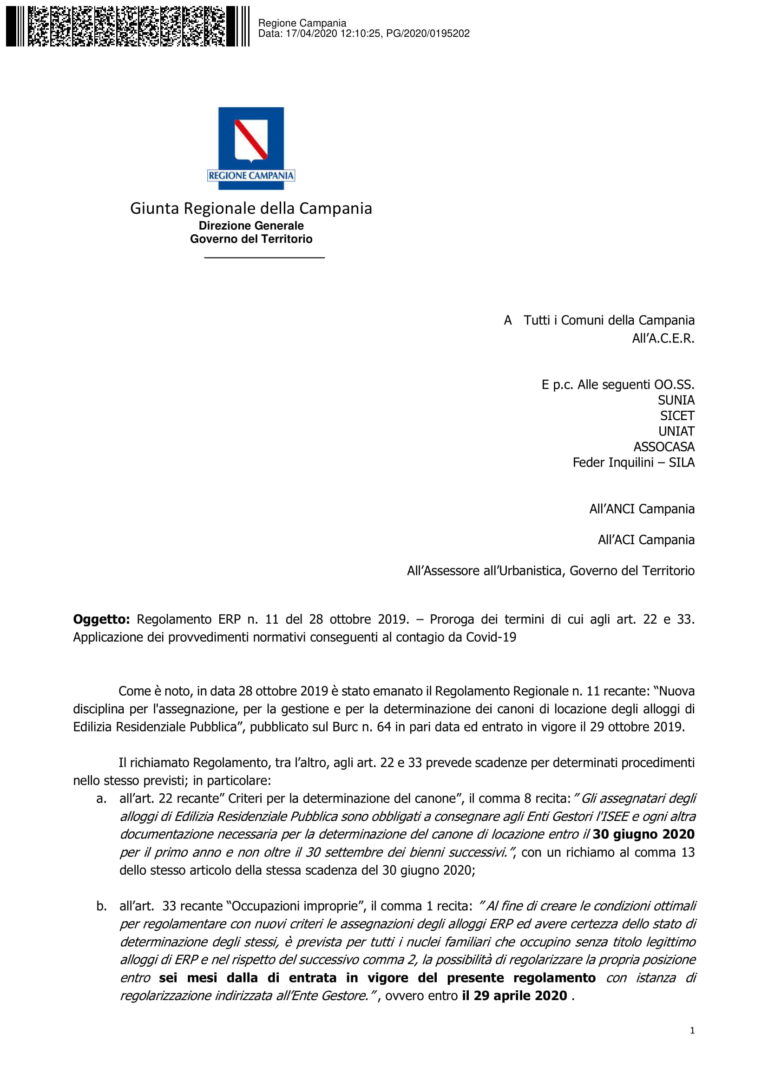 Regione Campania
Data: 17/04/2020 12:10:25, PG/2020/0195202
REGIONE CAMPANIA
Giunta Regionale della Campania
Direzione Generale
Governo del Territorio
A Tutti i Comuni della Campania
All'A.C.E.R.
E p.c. Alle seguenti OO.SS.
SUNIA
SICET
UNIAT
ASSOCASA
Feder Inquilini – SILA
All'ANCI Campania
All'ACI Campania
All'Assessore all'Urbanistica, Governo del Territorio
Oggetto: Regolamento ERP n. 11 del 28 ottobre 2019. – Proroga dei termini di cui agli art. 22 e 33.
Applicazione dei provvedimenti normativi conseguenti al contagio da Covid-19
Come è noto, in data 28 ottobre 2019 è stato emanato il Regolamento Regionale n. 11 recante: "Nuova
disciplina per l'assegnazione, per la gestione e per la determinazione dei canoni di locazione degli alloggi di
Edilizia Residenziale Pubblica", pubblicato sul Burc n. 64 in pari data ed entrato in vigore il 29 ottobre 2019.
Il richiamato Regolamento, tra l'altro, agli art. 22 e 33 prevede scadenze per determinati procedimenti
nello stesso previsti; in particolare:
a. all'art. 22 recante" Criteri per la determinazione del canone", il comma 8 recita: " Gli assegnatari degli
alloggi di Edilizia Residenziale Pubblica sono obbligati a consegnare agli Enti Gestori l'ISEE e ogni altra
documentazione necessaria per la determinazione del canone di locazione entro il 30 giugno 2020
per il primo anno e non oltre il 30 settembre dei bienni successivi.", con un richiamo al comma 13
dello stesso articolo della stessa scadenza del 30 giugno 2020;
b. all'art. 33 recante "Occupazioni improprie", il comma 1 recita: " Al fine di creare le condizioni ottimali
per regolamentare con nuovi criteri le assegnazioni degli alloggi ERP ed avere certezza dello stato di
determinazione degli stessi, è prevista per tutti i nuclei familiari che occupino senza titolo legittimo
alloggi di ERP e nel rispetto del successivo comma 2, la possibilità di regolarizzare la propria posizione
entro sei mesi dalla di entrata in vigore del presente regolamento con istanza di
regolarizzazione indirizzata all'Ente Gestore.", ovvero entro il 29 aprile 2020 .
1